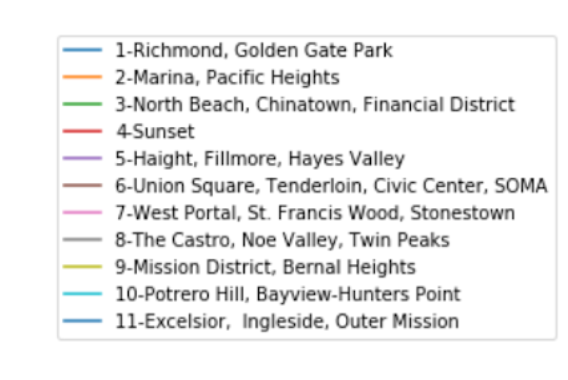 1-Richmond, Golden Gate Park
2-Marina, Pacific Heights
3-North Beach, Chinatown, Financial District
4-Sunset
5-Haight, Fillmore, Hayes Valley
6-Union Square, Tenderloin, Civic Center, SOMA
7-West Portal, St. Francis Wood, Stonestown
8-The Castro, Noe Valley, Twin Peaks
9-Mission District, Bernal Heights
10-Potrero Hill, Bayview-Hunters Point
11-Excelsior,  Ingleside, Outer Mission